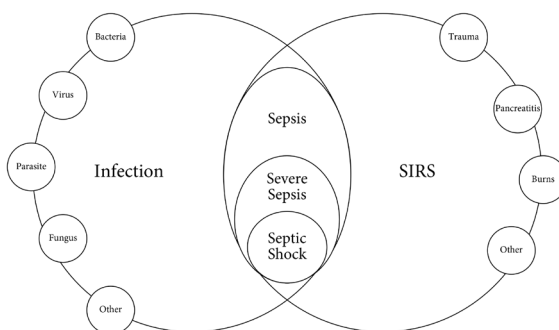 Bacteria
Virus
Parasite
Fungus
Other
Infection
Sepsis
Severe
Sepsis
Septic
Shock
SIRS
Trauma
Pancreatitis
Burns
Other